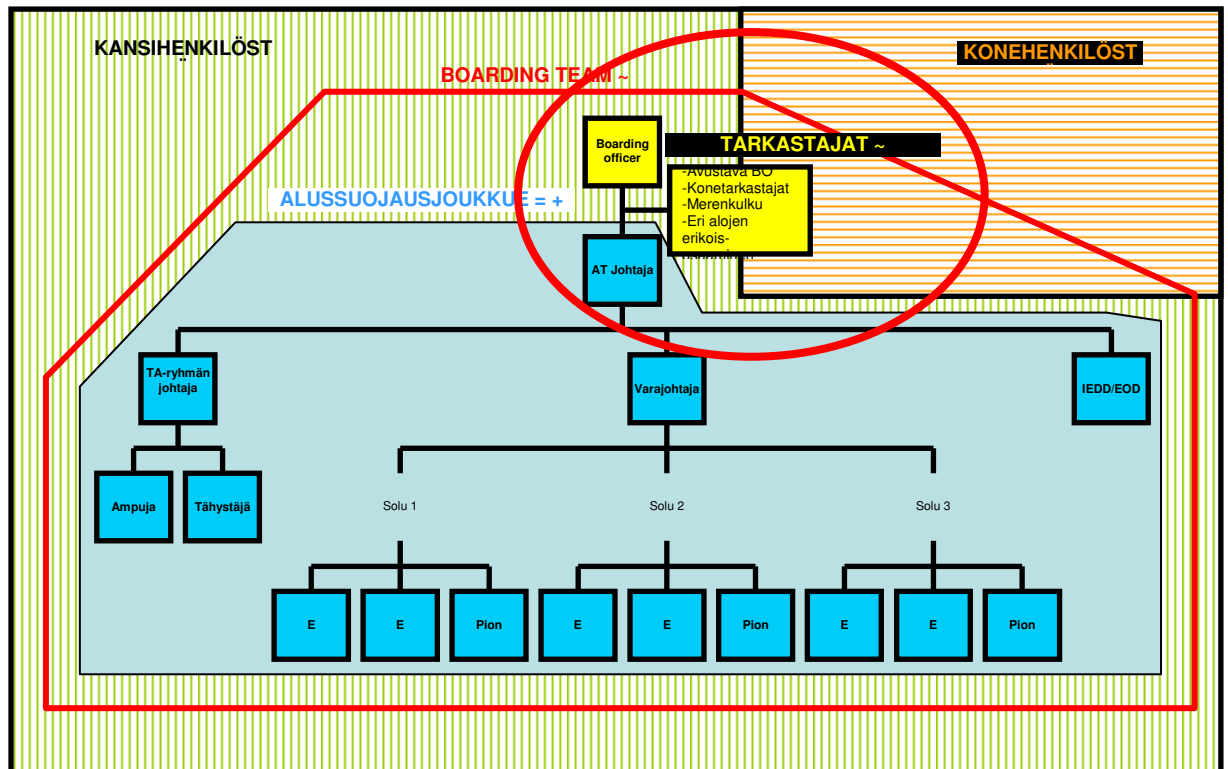 KANSIHENKILÖST
KONEHENKILÖST
BOARDING TEAM ~
Boarding
officer
TARKASTAJAT ~
-Avustava BO
-Konetarkastajat
-Merenkulku
-Eri alojen
erikois-
ALUSSUOJAUSJOUKKUE = +
AT Johtaja
TA-ryhmän
johtaja
Varajohtaja
IEDD/EOD
Ampuja
Tähystäjä
Solu 1
Solu 2
Solu 3
E
E
Pion
E
E
Pion
E
E
Pion